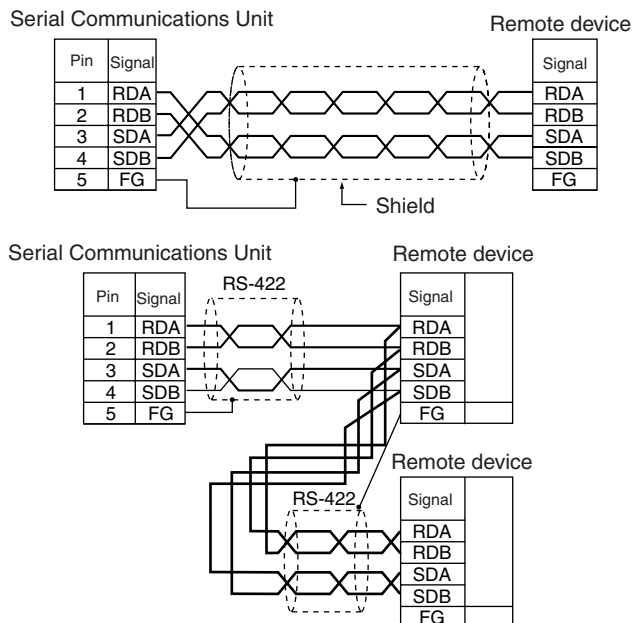 Serial Communications Unit
Remote device
Pin Signal
Signal
1 RDA
RDA
2 RDB
RDB
3 SDA
SDA
4 SDB
SDB
5 FG
FG
Shield
Serial Communications Unit
Remote device
RS-422
Pin Signal
Signal
1 RDA
RDA
2 RDB
RDB
3 SDA
SDA
4 SDB
SDB
5 FG
FG
Remote device
RS-422
Signal
RDA
RDB
SDA
SDB
FG